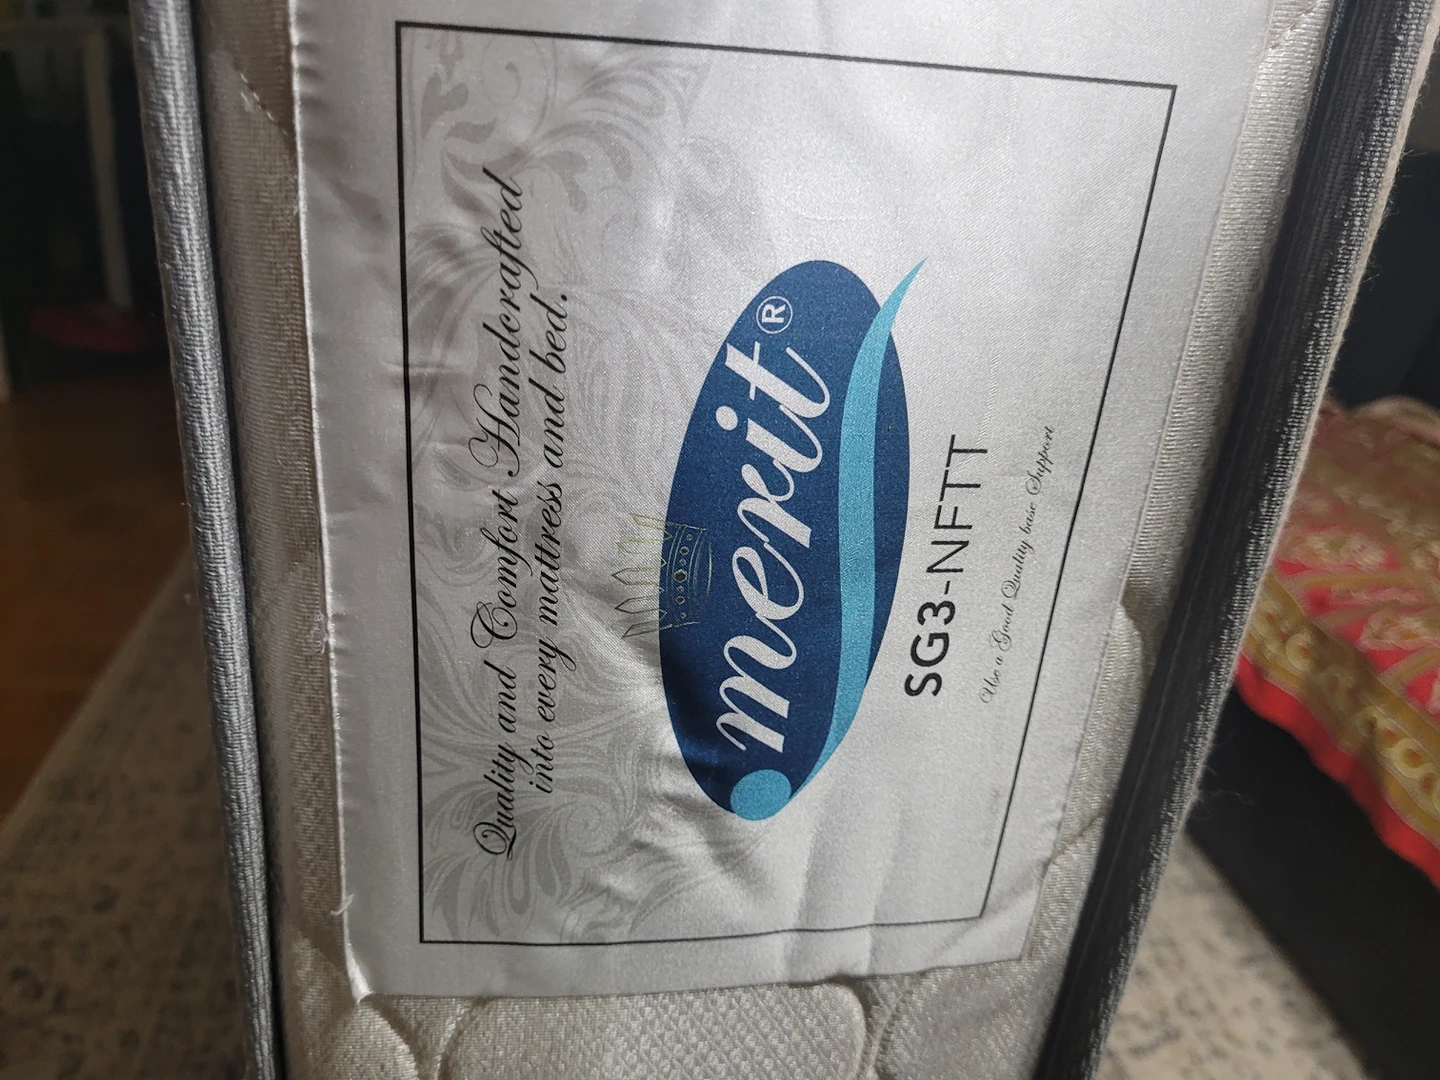 Quality and Comfort Handcrafted
into every mattress and bed.
merit®
SG3-NFTT
Use a Good Quality base Support